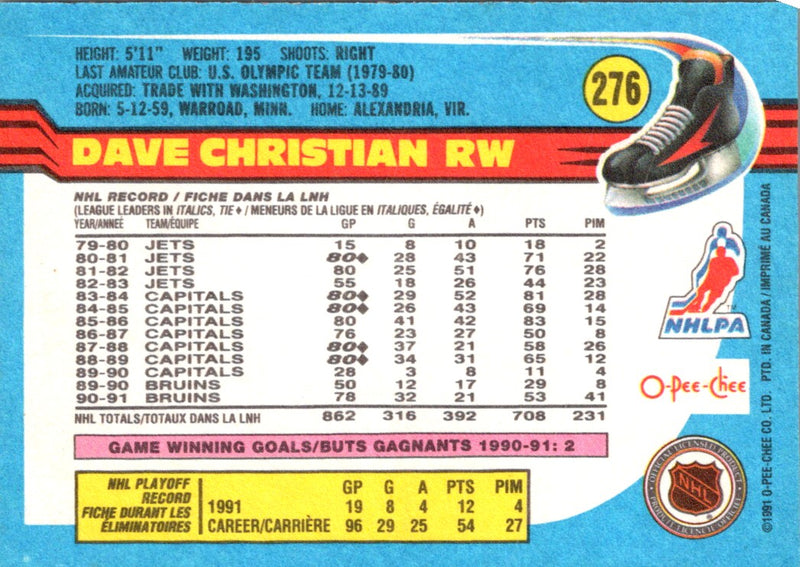 HEIGHT: 5'11" WEIGHT: 195 SHOOTS: RIGHT
LAST AMATEUR CLUB: U.S. OLYMPIC TEAM (1979-80)
ACQUIRED: TRADE WITH WASHINGTON, 12-13-89
BORN: 5-12-59, WARROAD, MINN. HOME: ALEXANDRIA, VIR.
276
DAVE CHRISTIAN RW
NHL RECORD / FICHE DANS LA LNH
(LEAGUE LEADERS IN ITALICS, TIE ♦ / MENEURS DE LA LIGUE EN ITALIQUES, ÉGALITÉ ♦)
YEAR/ANNEÉ TEAM/ÉQUIPE GP G A PTS PIM
79-80 JETS 15 8 10 18 2
80-81 JETS 80♦ 28 43 71 22
81-82 JETS 80 25 51 76 28
82-83 JETS 55 18 26 44 23
83-84 CAPITALS 80♦ 29 52 81 28
84-85 CAPITALS 80♦ 26 43 69 14
85-86 CAPITALS 80 41 42 83 15
86-87 CAPITALS 76 23 27 50 8
87-88 CAPITALS 80♦ 37 21 58 26
88-89 CAPITALS 80♦ 34 31 65 12
89-90 CAPITALS 28 3 8 11 4
89-90 BRUINS 50 12 17 29 8
90-91 BRUINS 78 32 21 53 41
NHL TOTALS/TOTAUX DANS LA LNH 862 316 392 708 231
GAME WINNING GOALS/BUTS GAGNANTS 1990-91: 2
NHL PLAYOFF
RECORD
FICHE DURANT LES
ÉLIMINATOIRES
GP G A PTS PIM
1991 19 8 4 12 4
CAREER/CARRIÈRE 96 29 25 54 27
NHLPA
TM
O-Pee-Chee
OFFICIAL LICENSED PRODUCT
NHL
PRODUIT LICENCIÉ OFFICIEL
©1991 O-PEE-CHEE CO. LTD. PTD. IN CANADA / IMPRIMÉ AU CANADA